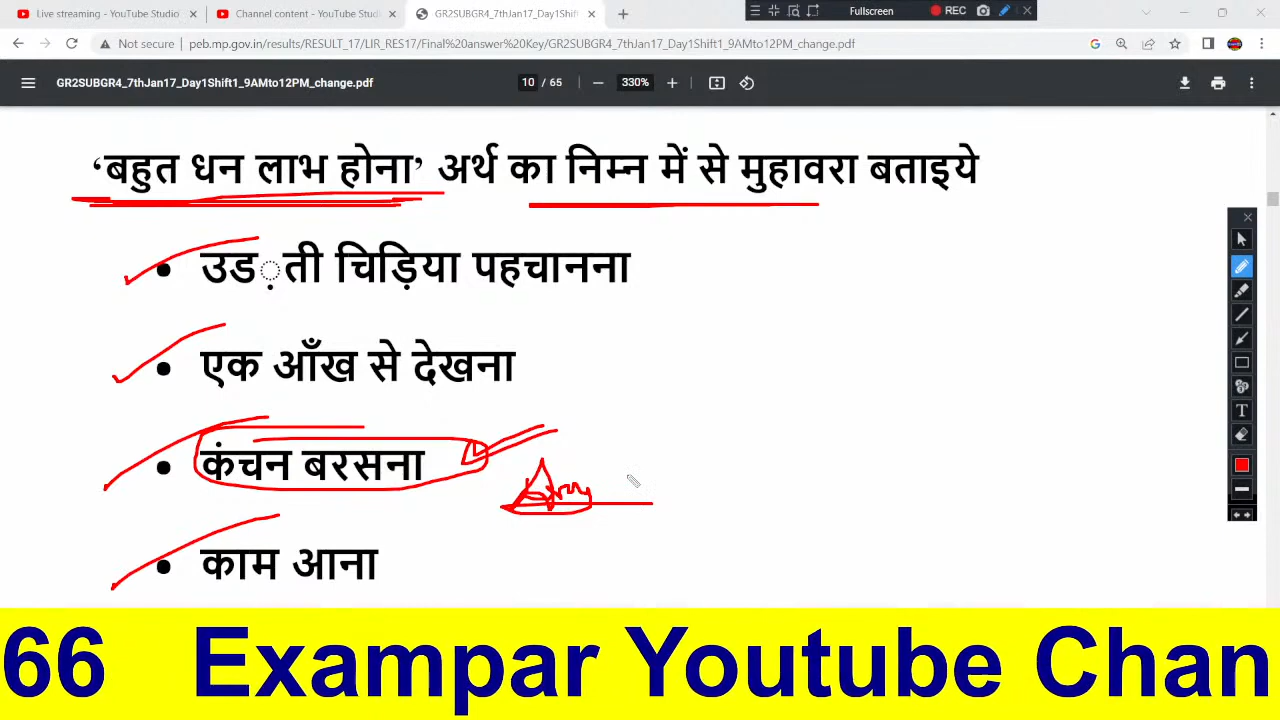 Live streaming - YouTube Studio
Channel content - YouTube Studi
GR2SUBGR4_7thJan17_Day1Shift1
Fullscreen
REC
Not secure
peb.mp.gov.in/results/RESULT_17/LIR_RES17/Final%20answer%20Key/GR2SUBGR4_7thJan17_Day1Shift1_9AMto12PM_change.pdf
GR2SUBGR4_7thJan17_Day1Shift1_9AMto12PM_change.pdf
10 / 65
330%
‘बहुत धन लाभ होना’ अर्थ का निम्न में से मुहावरा बताइये
• उड़ती चिड़िया पहचानना
• एक आँख से देखना
• कंचन बरसना
• काम आना
66 Exampar Youtube Chan